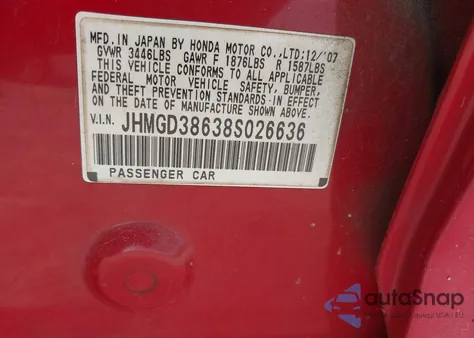 MFD.IN JAPAN BY HONDA MOTOR CO.,LTD:12/'07
GVWR 3446LBS GAWR F 1876LBS R 1587LBS
THIS VEHICLE CONFORMS TO ALL APPLICABLE
FEDERAL MOTOR VEHICLE SAFETY, BUMPER,
AND THEFT PREVENTION STANDARDS IN EFFECT
ON THE DATE OF MANUFACTURE SHOWN ABOVE.
V.I.N. JHMGD38638S026636
PASSENGER CAR
autoSnap